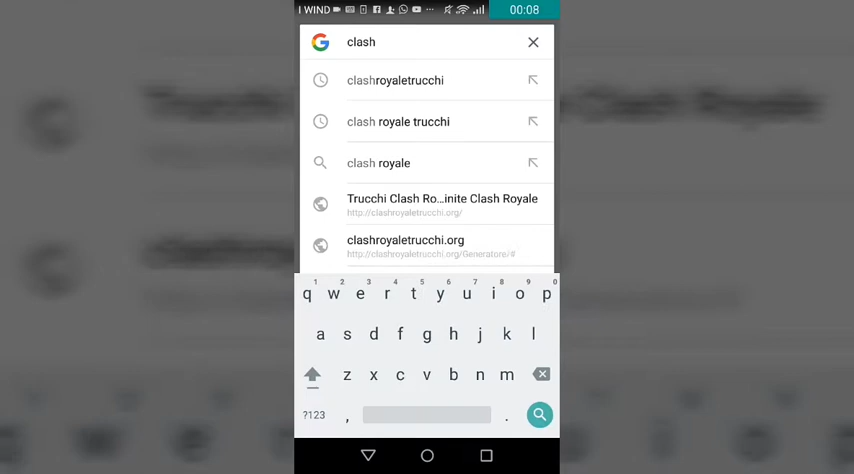 I WIND
00:08
clash
clashroyaletrucchi
clash royale trucchi
clash royale
Trucchi Clash Ro...inite Clash Royale
http://clashroyaletrucchi.org/
clashroyaletrucchi.org
http://clashroyaletrucchi.org/Generatore/#
1 2 3 4 5 6 7 8 9 0
q w e r t y u i o p
a s d f g h j k l
z x c v b n m
?123 , .